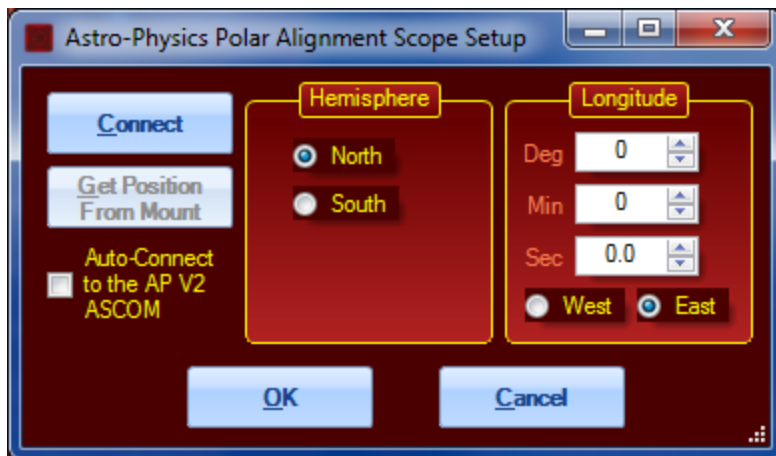 Astro-Physics Polar Alignment Scope Setup
Connect
Get Position
From Mount
Auto-Connect
to the AP V2
ASCOM
Hemisphere
North
South
Longitude
Deg 0
Min 0
Sec 0.0
West East
OK Cancel